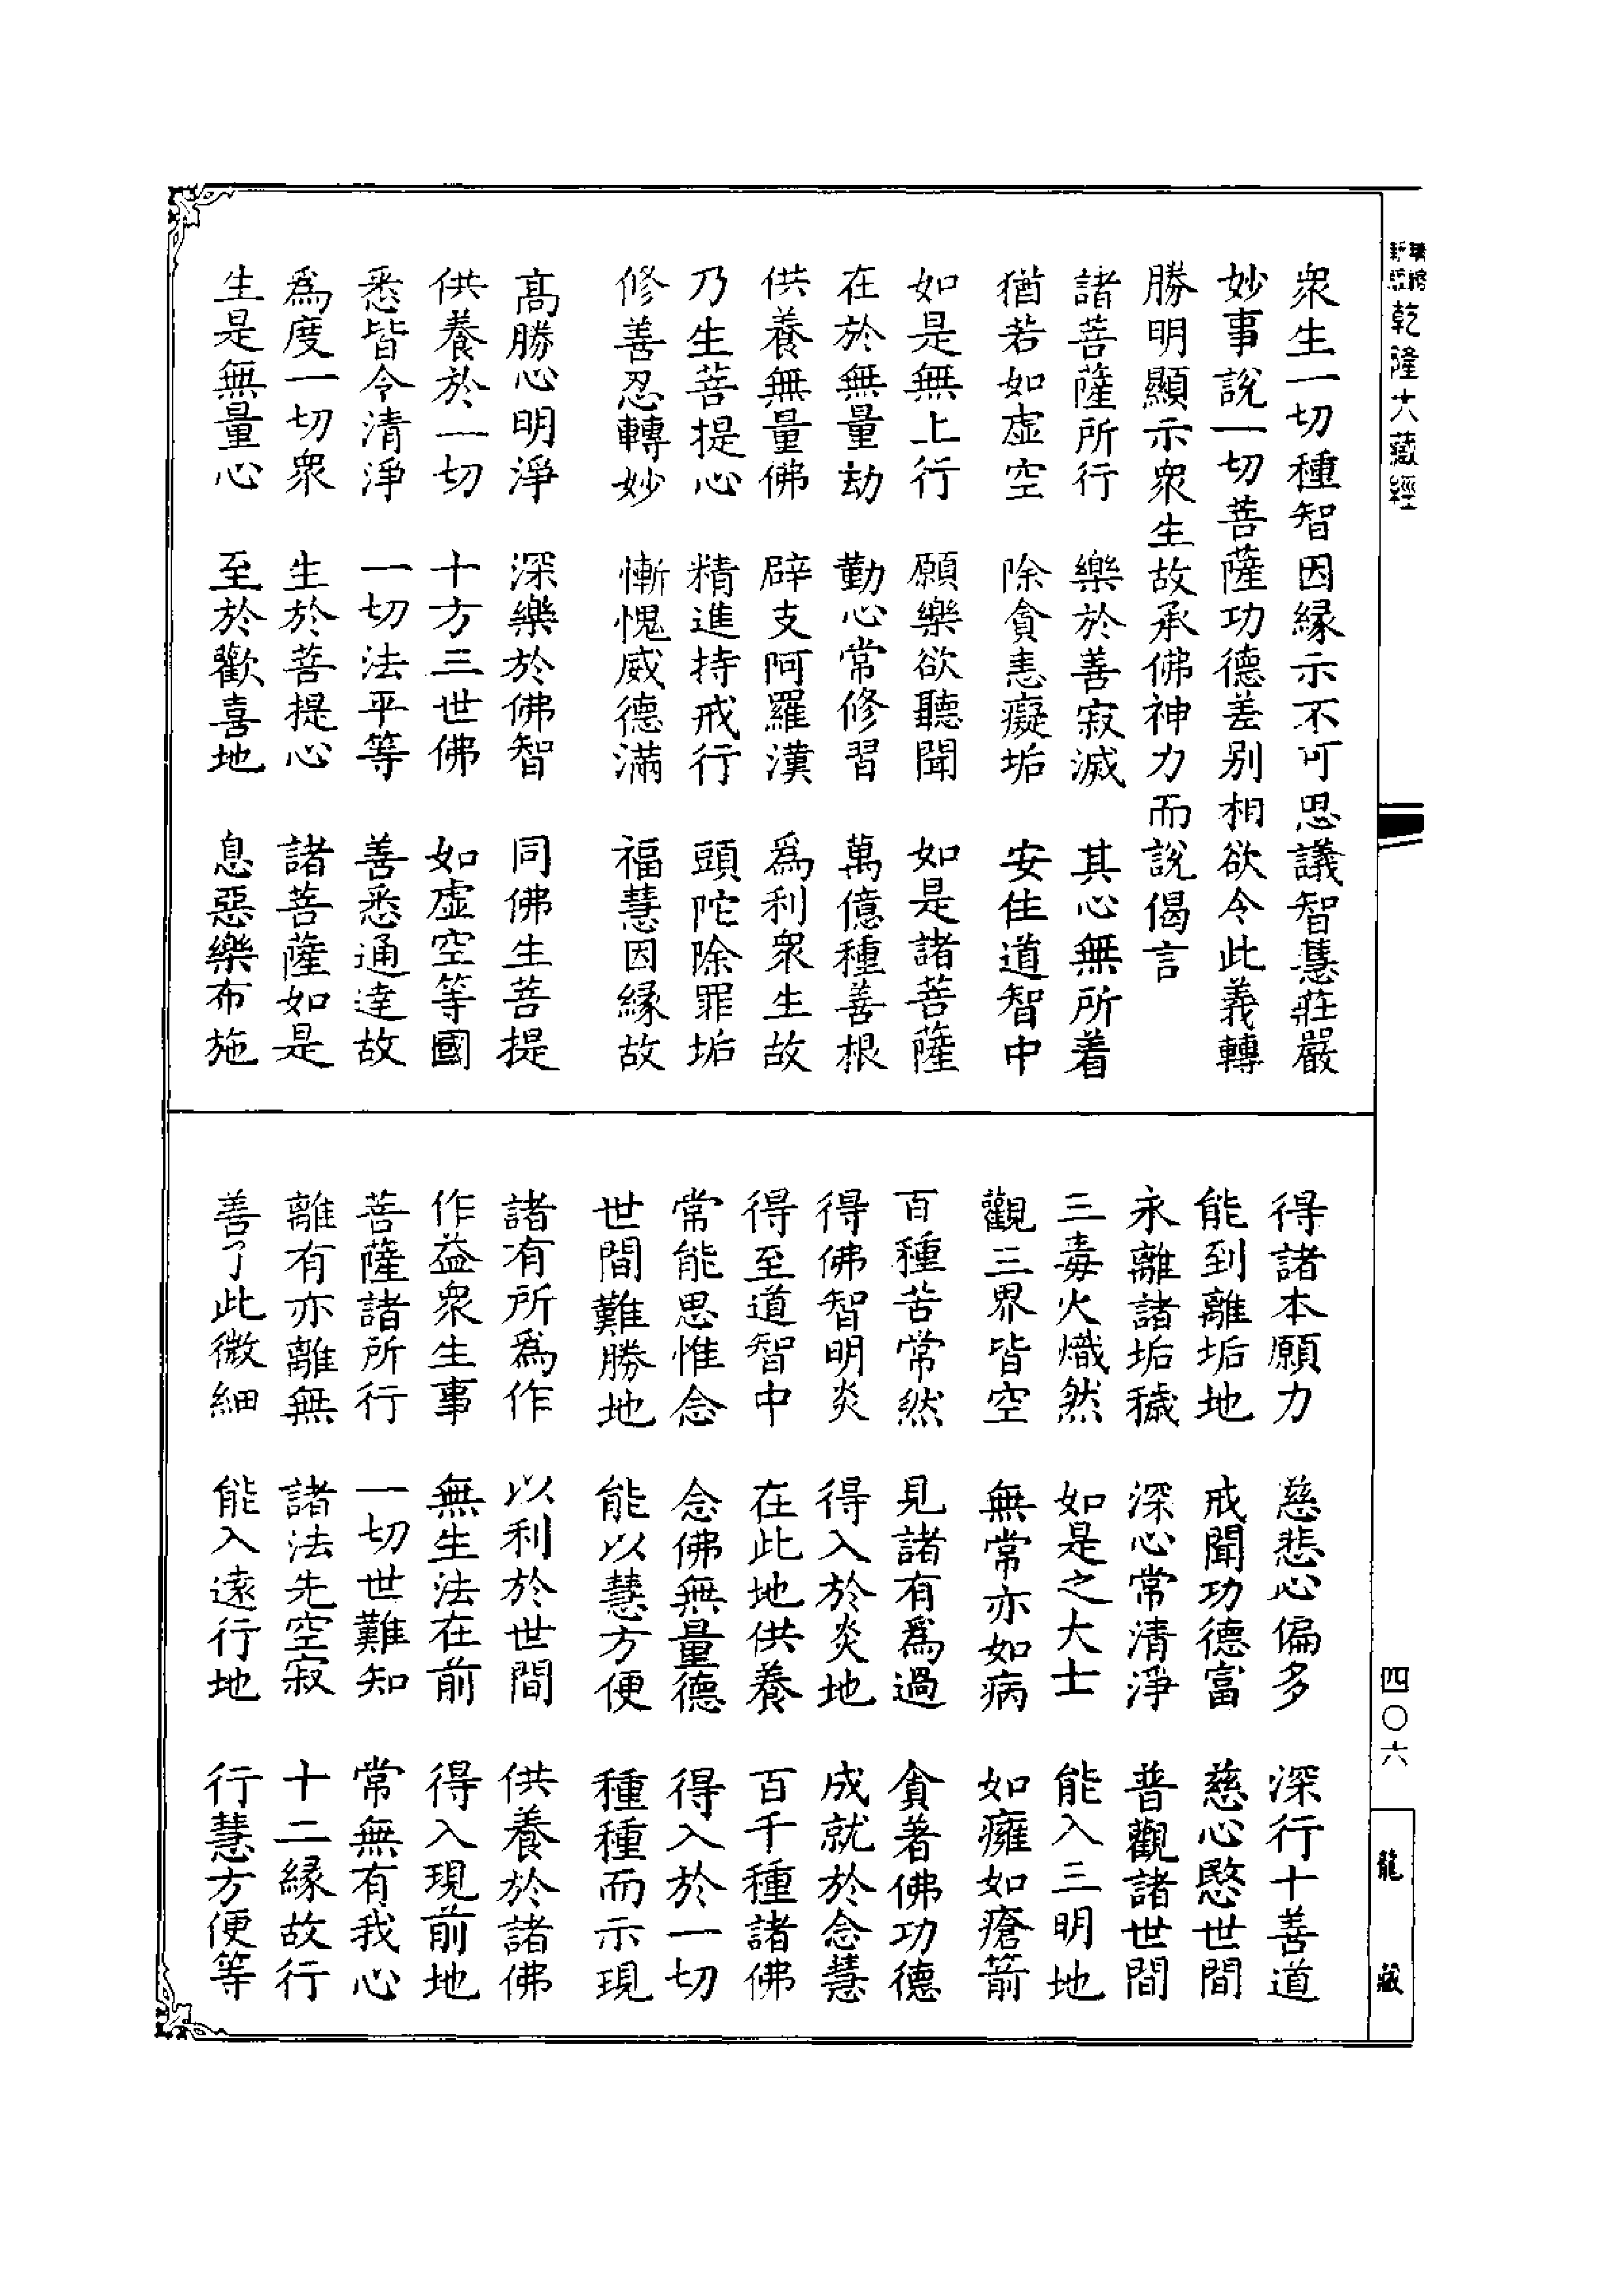 乾隆大藏經
衆生一切種智因緣示不可思議智慧莊嚴
妙事說一切菩薩功德差別相欲令此義轉
勝明顯示衆生故承佛神力而說偈言
諸菩薩所行　樂於善寂滅　其心無所着
猶若如虛空　除貪恚癡垢　安住道智中
如是無上行　願樂欲聽聞　如是諸菩薩
在於無量劫　勤心常修習　萬億種善根
供養無量佛　辟支阿羅漢　爲利衆生故
乃生菩提心　精進持戒行　頭陀除罪垢
修善忍轉妙　慚愧威德滿　福慧因緣故
高勝心明淨　深樂於佛智　同佛生菩提
供養於一切　十方三世佛　如虛空等國
悉皆令清淨　一切法平等　善悉通達故
爲度一切衆　生於菩提心　諸菩薩如是
生是無量心　至於歡喜地　息惡樂布施
得諸本願力　慈悲心偏多　深行十善道
能到離垢地　戒聞功德富　慈心愍世間
永離諸垢穢　深心常清淨　普觀諸世間
三毒火熾然　如是之大士　能入三明地
觀三界皆空　無常亦如病　如癰如瘡箭
百種苦常然　見諸有爲過　貪著佛功德
得佛智明炎　得入於炎地　成就於念慧
得至道智中　在此地供養　百千種諸佛
常能思惟念　念佛無量德　得入於一切
世間難勝地　能以慧方便　種種而示現
諸有所爲作　以利於世間　供養於諸佛
作益衆生事　無生法在前　得入現前地
菩薩諸所行　一切世難知　常無有我心
離有亦離無　諸法先空寂　十二緣故行
善了此微細　能入遠行地　行慧方便等
四〇六
龍藏